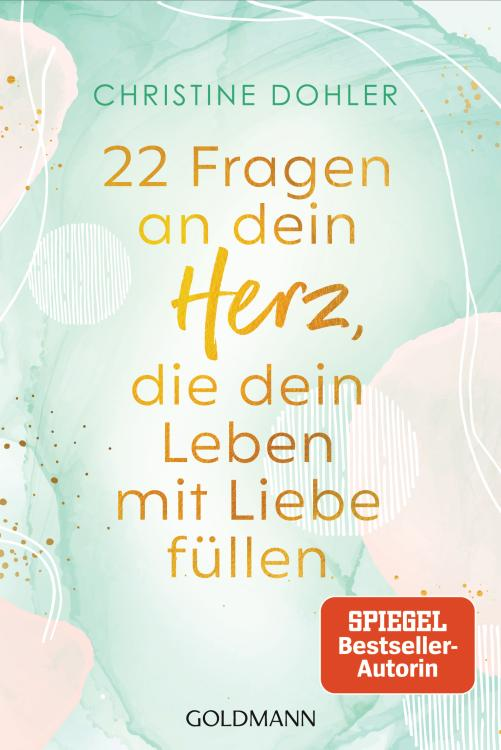 CHRISTINE DOHLER
22 Fragen
an dein
Herz,
die dein
Leben
mit Liebe
füllen
SPIEGEL
Bestseller-
Autorin
GOLDMANN